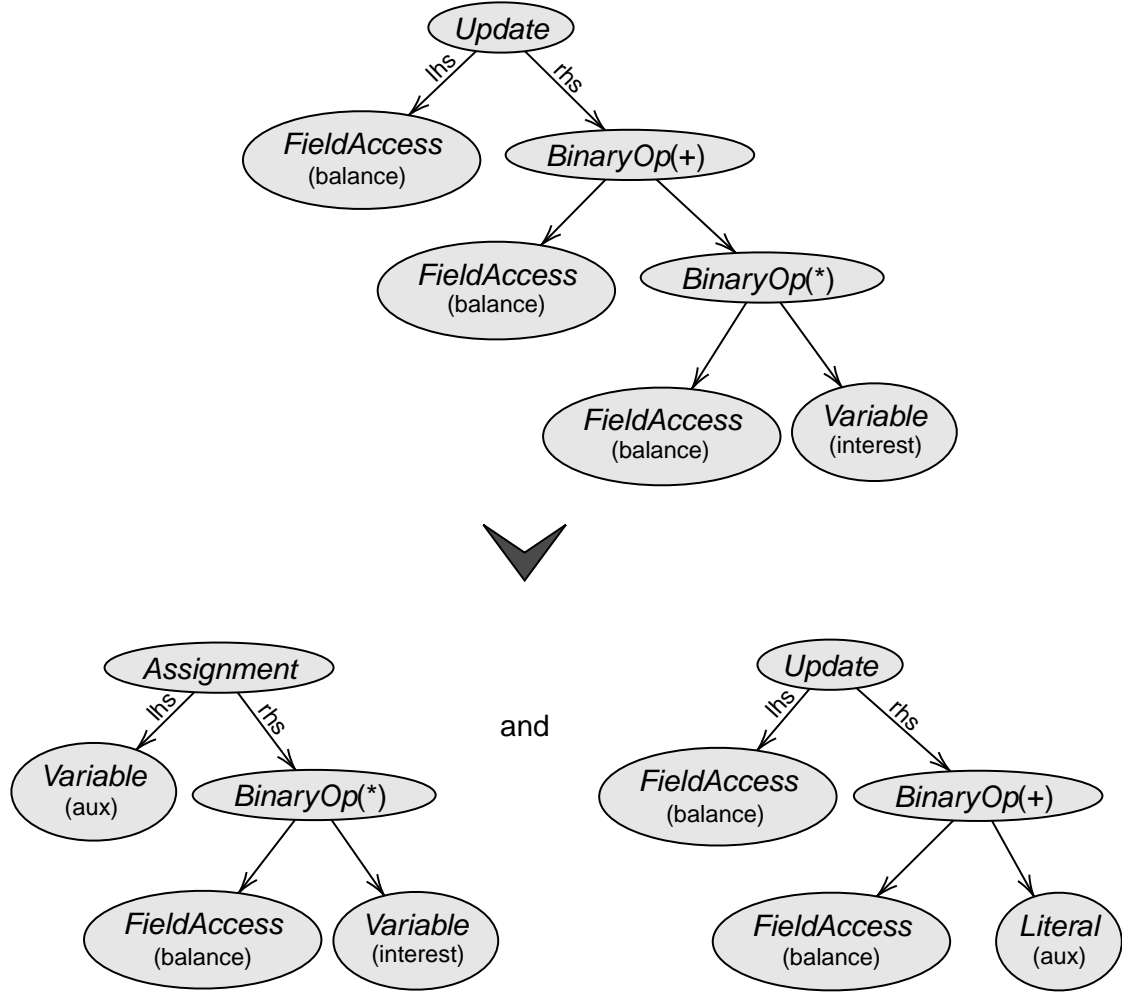 Update
lhs
rhs
FieldAccess
(balance)
BinaryOp(+)
FieldAccess
(balance)
BinaryOp(*)
FieldAccess
(balance)
Variable
(interest)
Assignment
lhs
rhs
Variable
(aux)
BinaryOp(*)
FieldAccess
(balance)
Variable
(interest)
and
Update
lhs
rhs
FieldAccess
(balance)
BinaryOp(+)
FieldAccess
(balance)
Literal
(aux)